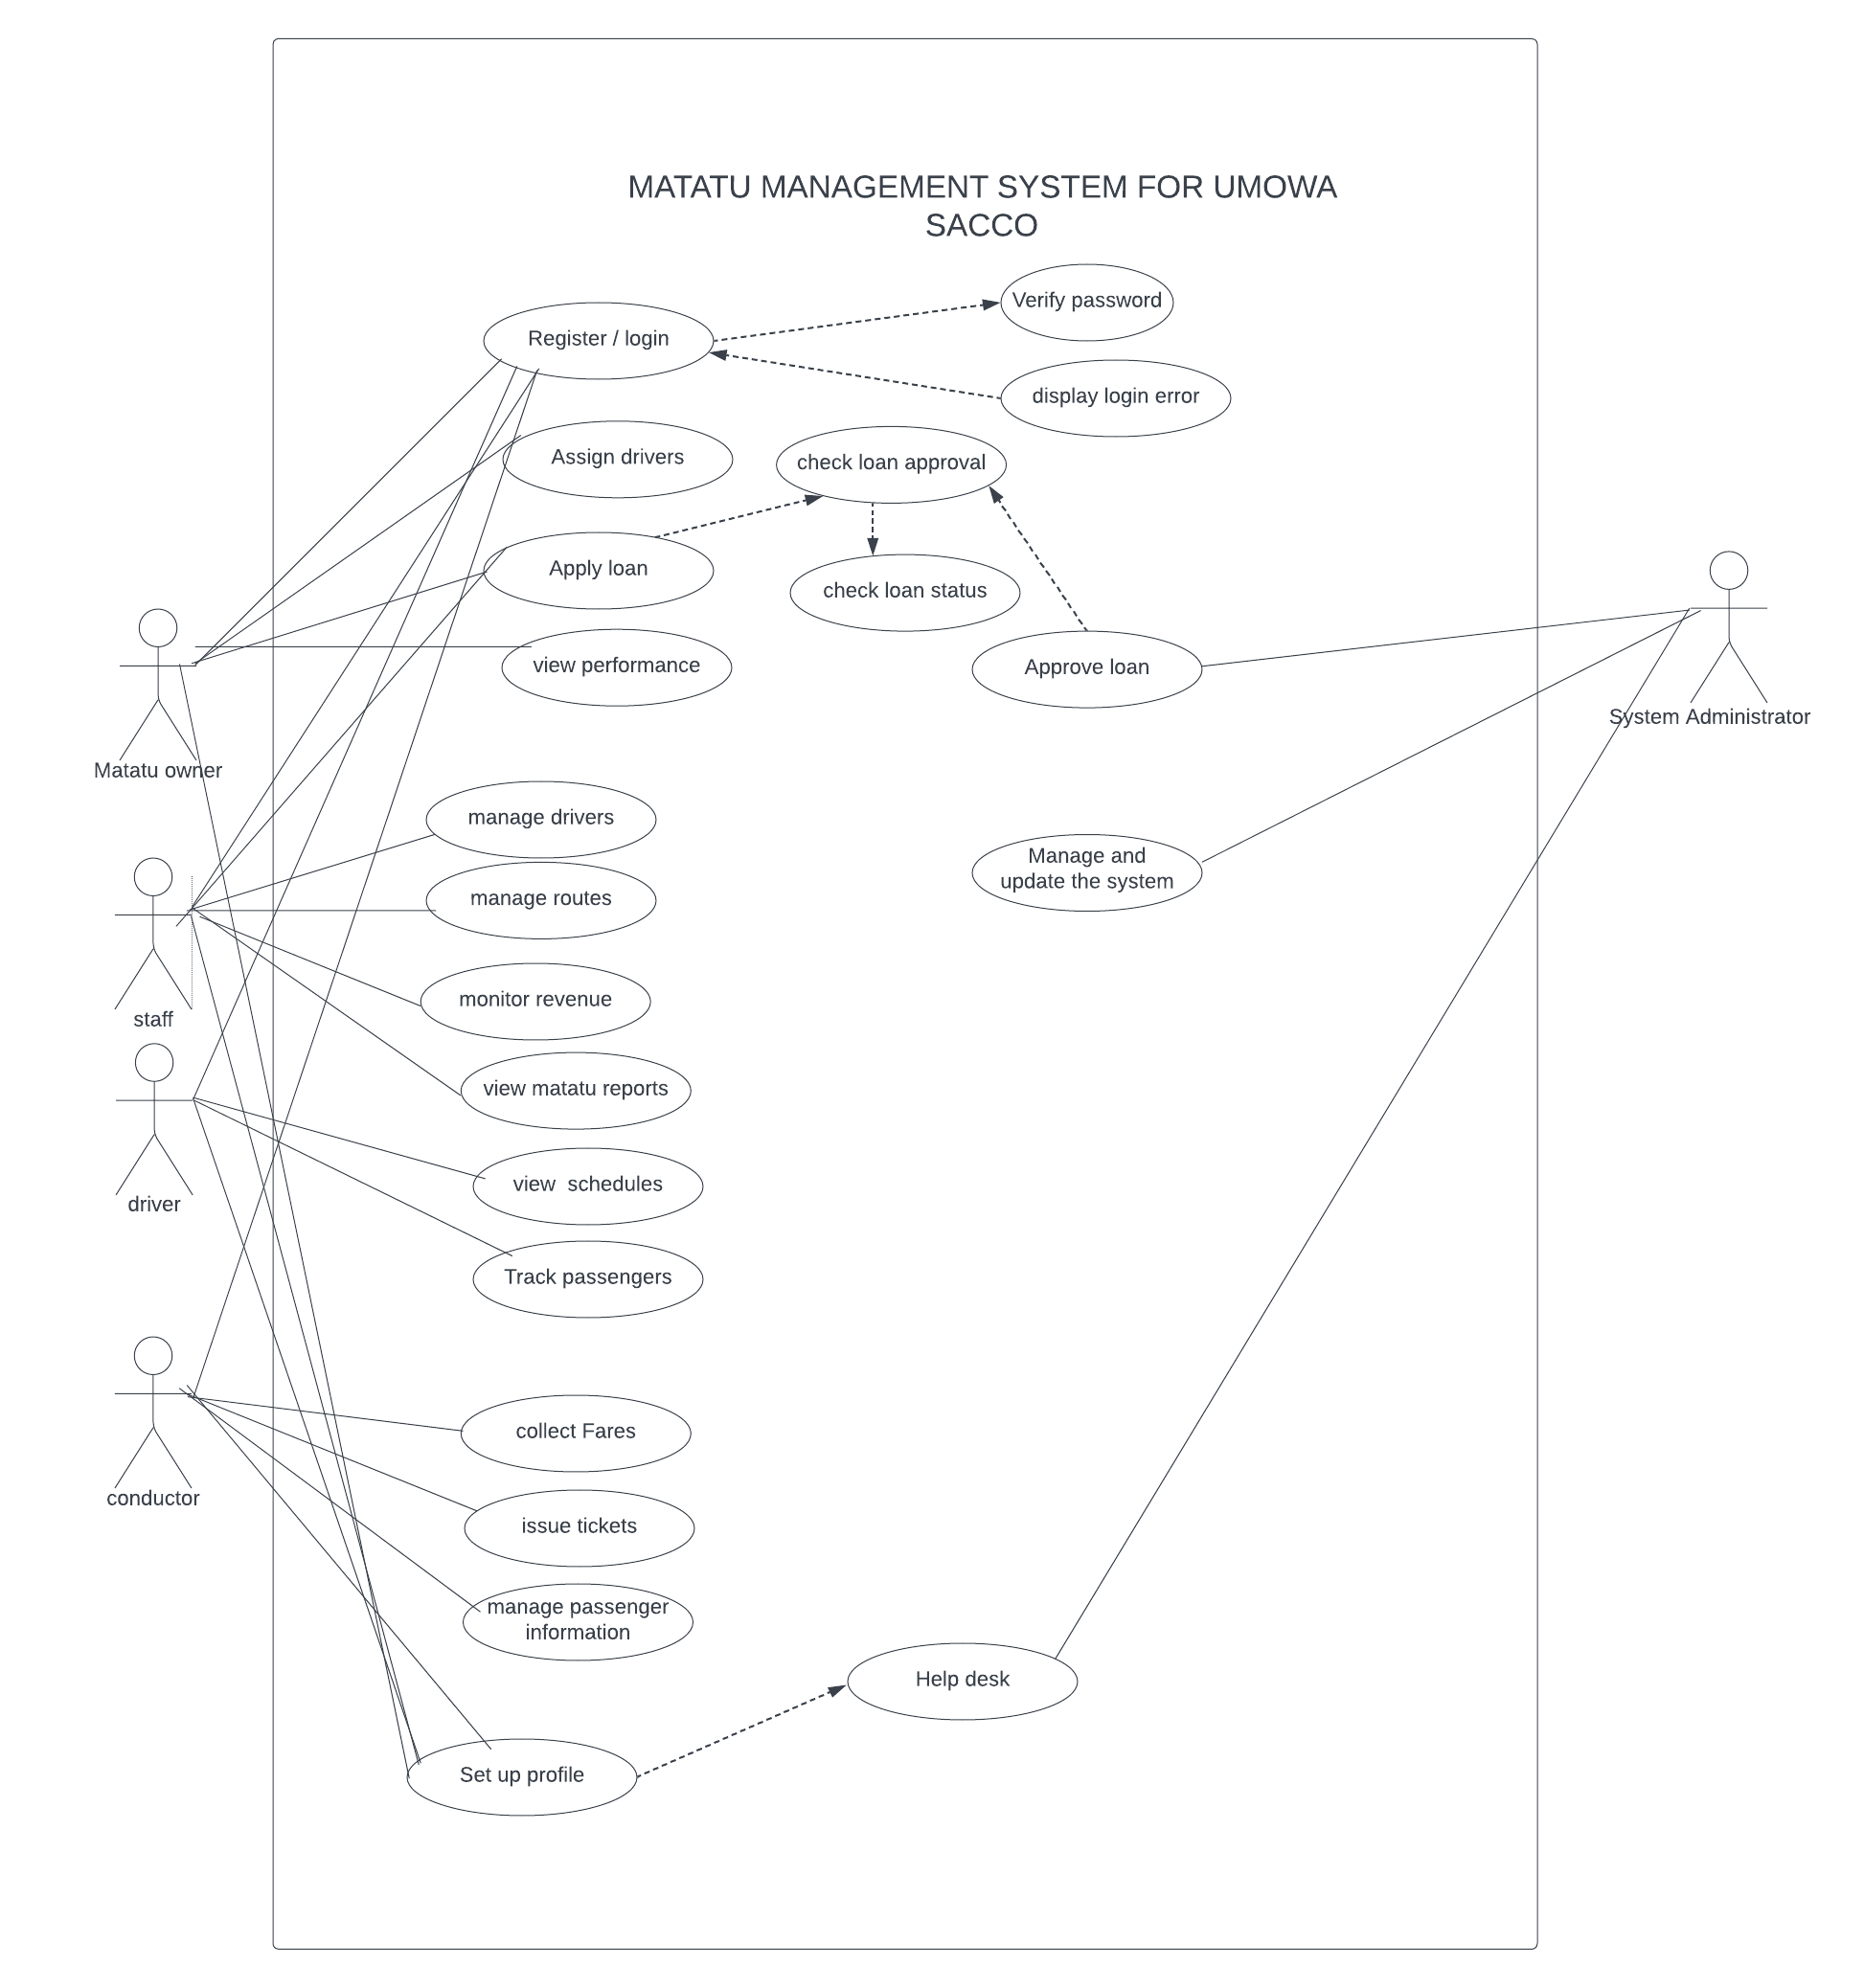 MATATU MANAGEMENT SYSTEM FOR UMOWA
SACCO
Verify password
Register / login
display login error
Assign drivers
check loan approval
Apply loan
check loan status
view performance
Approve loan
System Administrator
Matatu owner
manage drivers
Manage and
update the system
manage routes
monitor revenue
staff
view matatu reports
view  schedules
driver
Track passengers
collect Fares
conductor
issue tickets
manage passenger
information
Help desk
Set up profile